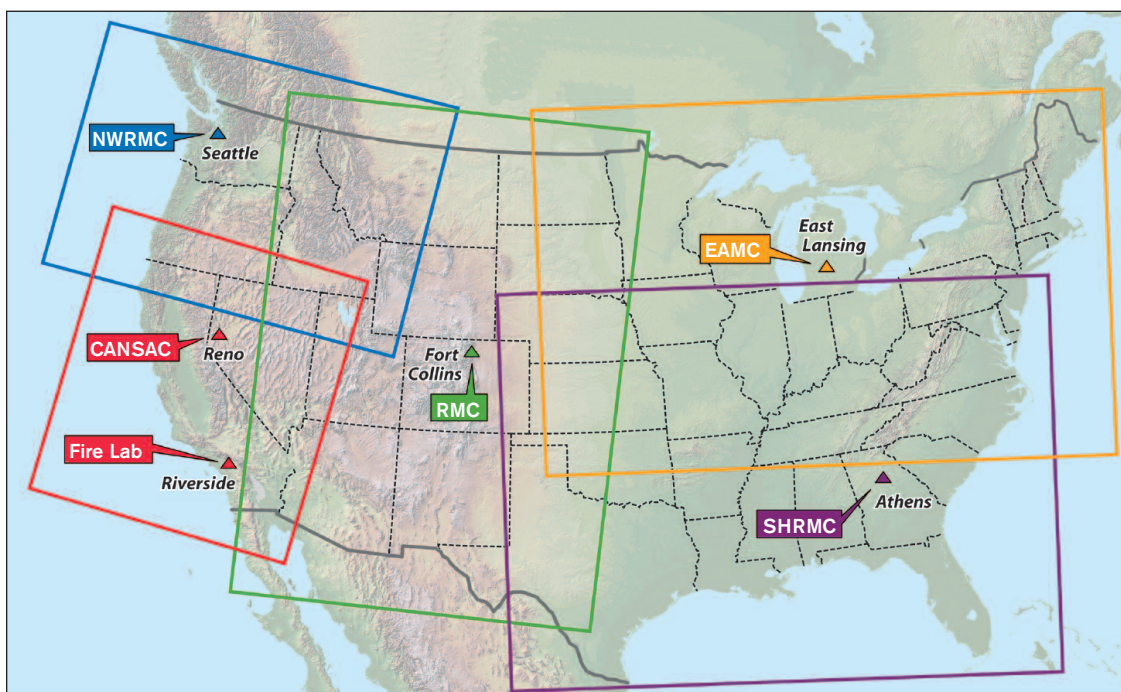 NWRMC
Seattle
East
Lansing
EAMC
CANSAC
Reno
Fort
Collins
RMC
Fire Lab
Riverside
Athens
SHRMC